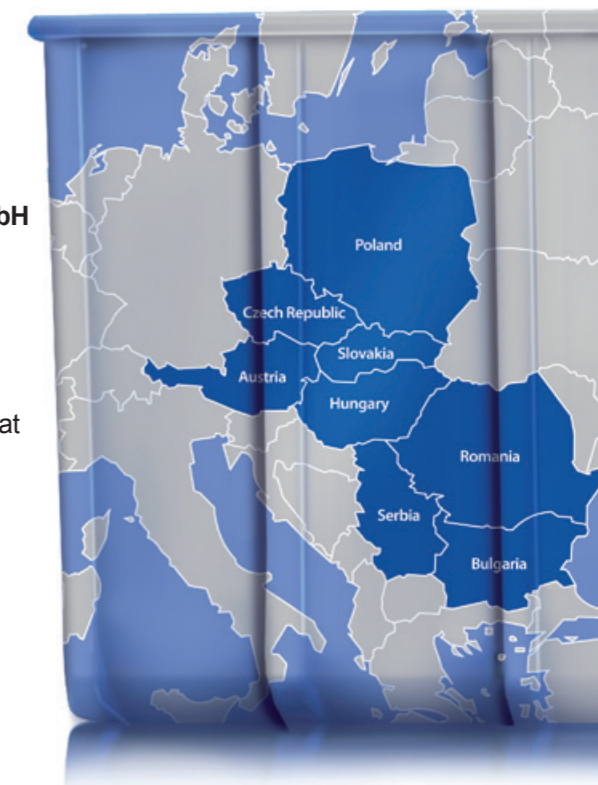 bH
Poland
Czech Republic
Slovakia
Austria
Hungary
at
Romania
Serbia
Bulgaria